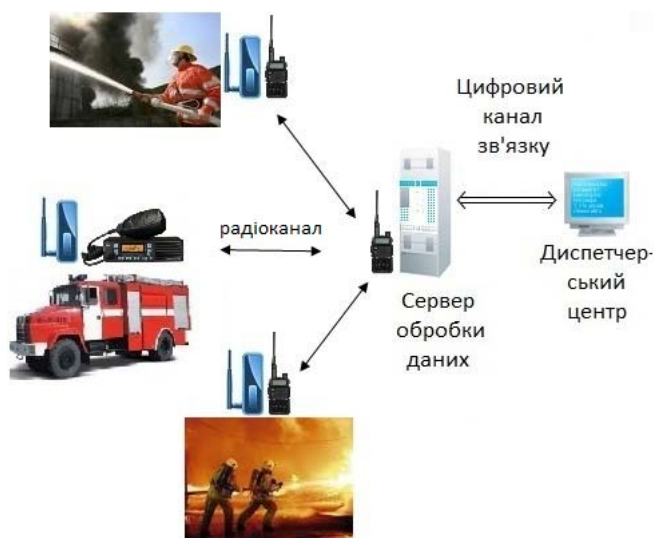 Цифровий
канал
зв'язку
радіоканал
Диспетчер-
ський
центр
Сервер
обробки
даних